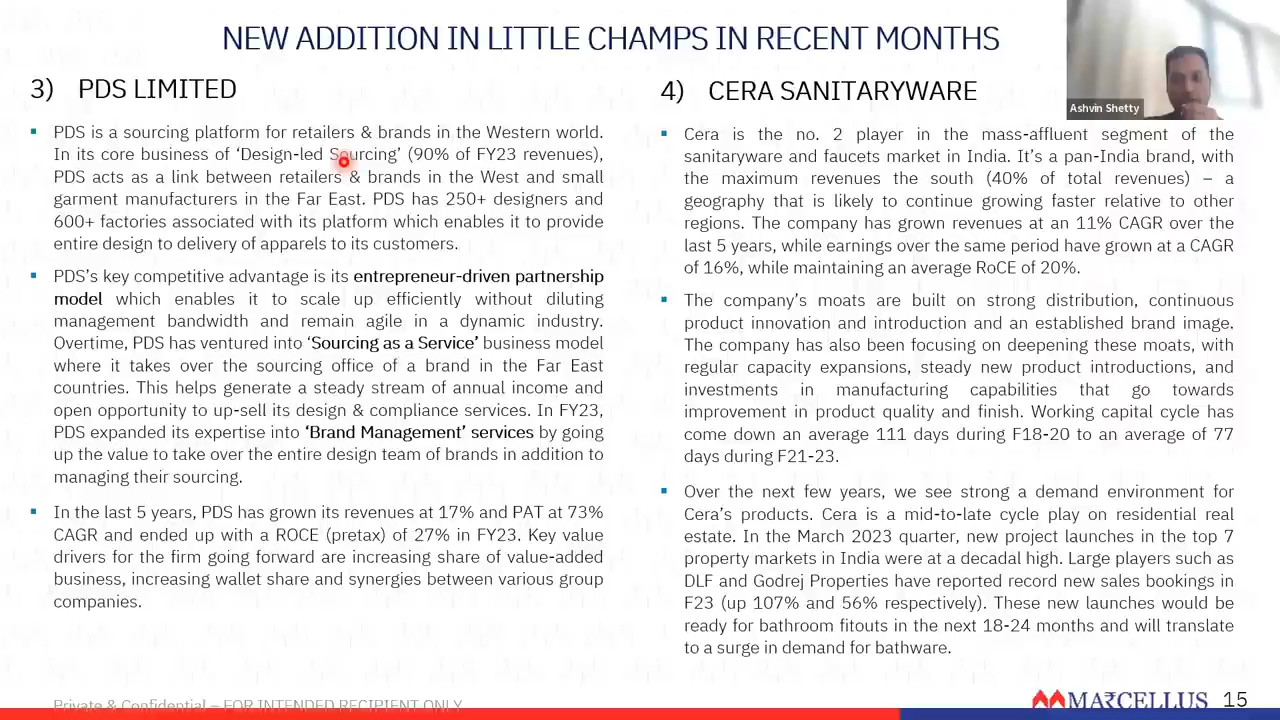 NEW ADDITION IN LITTLE CHAMPS IN RECENT MONTHS
Ashvin Shetty
3) PDS LIMITED
PDS is a sourcing platform for retailers & brands in the Western world.
In its core business of ‘Design-led Sourcing’ (90% of FY23 revenues),
PDS acts as a link between retailers & brands in the West and small
garment manufacturers in the Far East. PDS has 250+ designers and
600+ factories associated with its platform which enables it to provide
entire design to delivery of apparels to its customers.
PDS’s key competitive advantage is its entrepreneur-driven partnership
model which enables it to scale up efficiently without diluting
management bandwidth and remain agile in a dynamic industry.
Overtime, PDS has ventured into ‘Sourcing as a Service’ business model
where it takes over the sourcing office of a brand in the Far East
countries. This helps generate a steady stream of annual income and
open opportunity to up-sell its design & compliance services. In FY23,
PDS expanded its expertise into ‘Brand Management’ services by going
up the value to take over the entire design team of brands in addition to
managing their sourcing.
In the last 5 years, PDS has grown its revenues at 17% and PAT at 73%
CAGR and ended up with a ROCE (pretax) of 27% in FY23. Key value
drivers for the firm going forward are increasing share of value-added
business, increasing wallet share and synergies between various group
companies.
4) CERA SANITARYWARE
Cera is the no. 2 player in the mass-affluent segment of the
sanitaryware and faucets market in India. It’s a pan-India brand, with
the maximum revenues the south (40% of total revenues) – a
geography that is likely to continue growing faster relative to other
regions. The company has grown revenues at an 11% CAGR over the
last 5 years, while earnings over the same period have grown at a CAGR
of 16%, while maintaining an average RoCE of 20%.
The company’s moats are built on strong distribution, continuous
product innovation and introduction and an established brand image.
The company has also been focusing on deepening these moats, with
regular capacity expansions, steady new product introductions, and
investments in manufacturing capabilities that go towards
improvement in product quality and finish. Working capital cycle has
come down an average 111 days during F18-20 to an average of 77
days during F21-23.
Over the next few years, we see strong a demand environment for
Cera’s products. Cera is a mid-to-late cycle play on residential real
estate. In the March 2023 quarter, new project launches in the top 7
property markets in India were at a decadal high. Large players such as
DLF and Godrej Properties have reported record new sales bookings in
F23 (up 107% and 56% respectively). These new launches would be
ready for bathroom fitouts in the next 18-24 months and will translate
to a surge in demand for bathware.
Private & Confidential – FOR INTENDED RECIPIENT ONLY
MARCELLUS 15